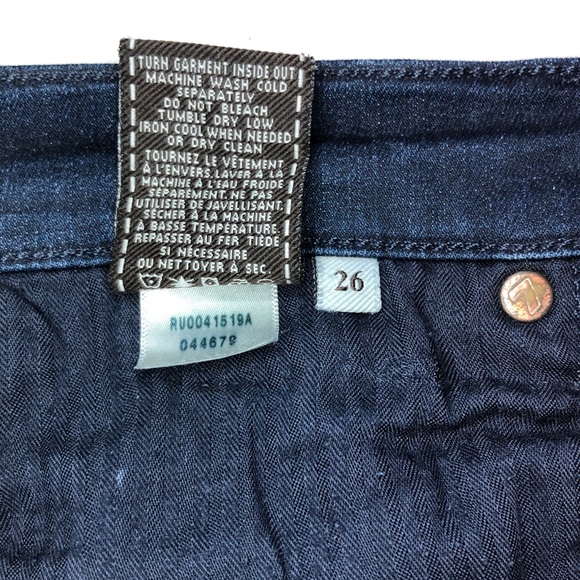 TURN GARMENT INSIDE OUT
MACHINE WASH COLD
SEPARATELY
DO NOT BLEACH
TUMBLE DRY LOW
IRON COOL WHEN NEEDED
OR DRY CLEAN
TOURNEZ LE VÊTEMENT
À L'ENVERS. LAVER À LA
MACHINE À L'EAU FROIDE
SÉPARÉMENT. NE PAS
UTILISER DE JAVELLISANT.
SÉCHER À LA MACHINE
À BASSE TEMPÉRATURE.
REPASSER AU FER TIÈDE
SI NÉCESSAIRE
OU NETTOYER À SEC.
26
RU0041519A
044679